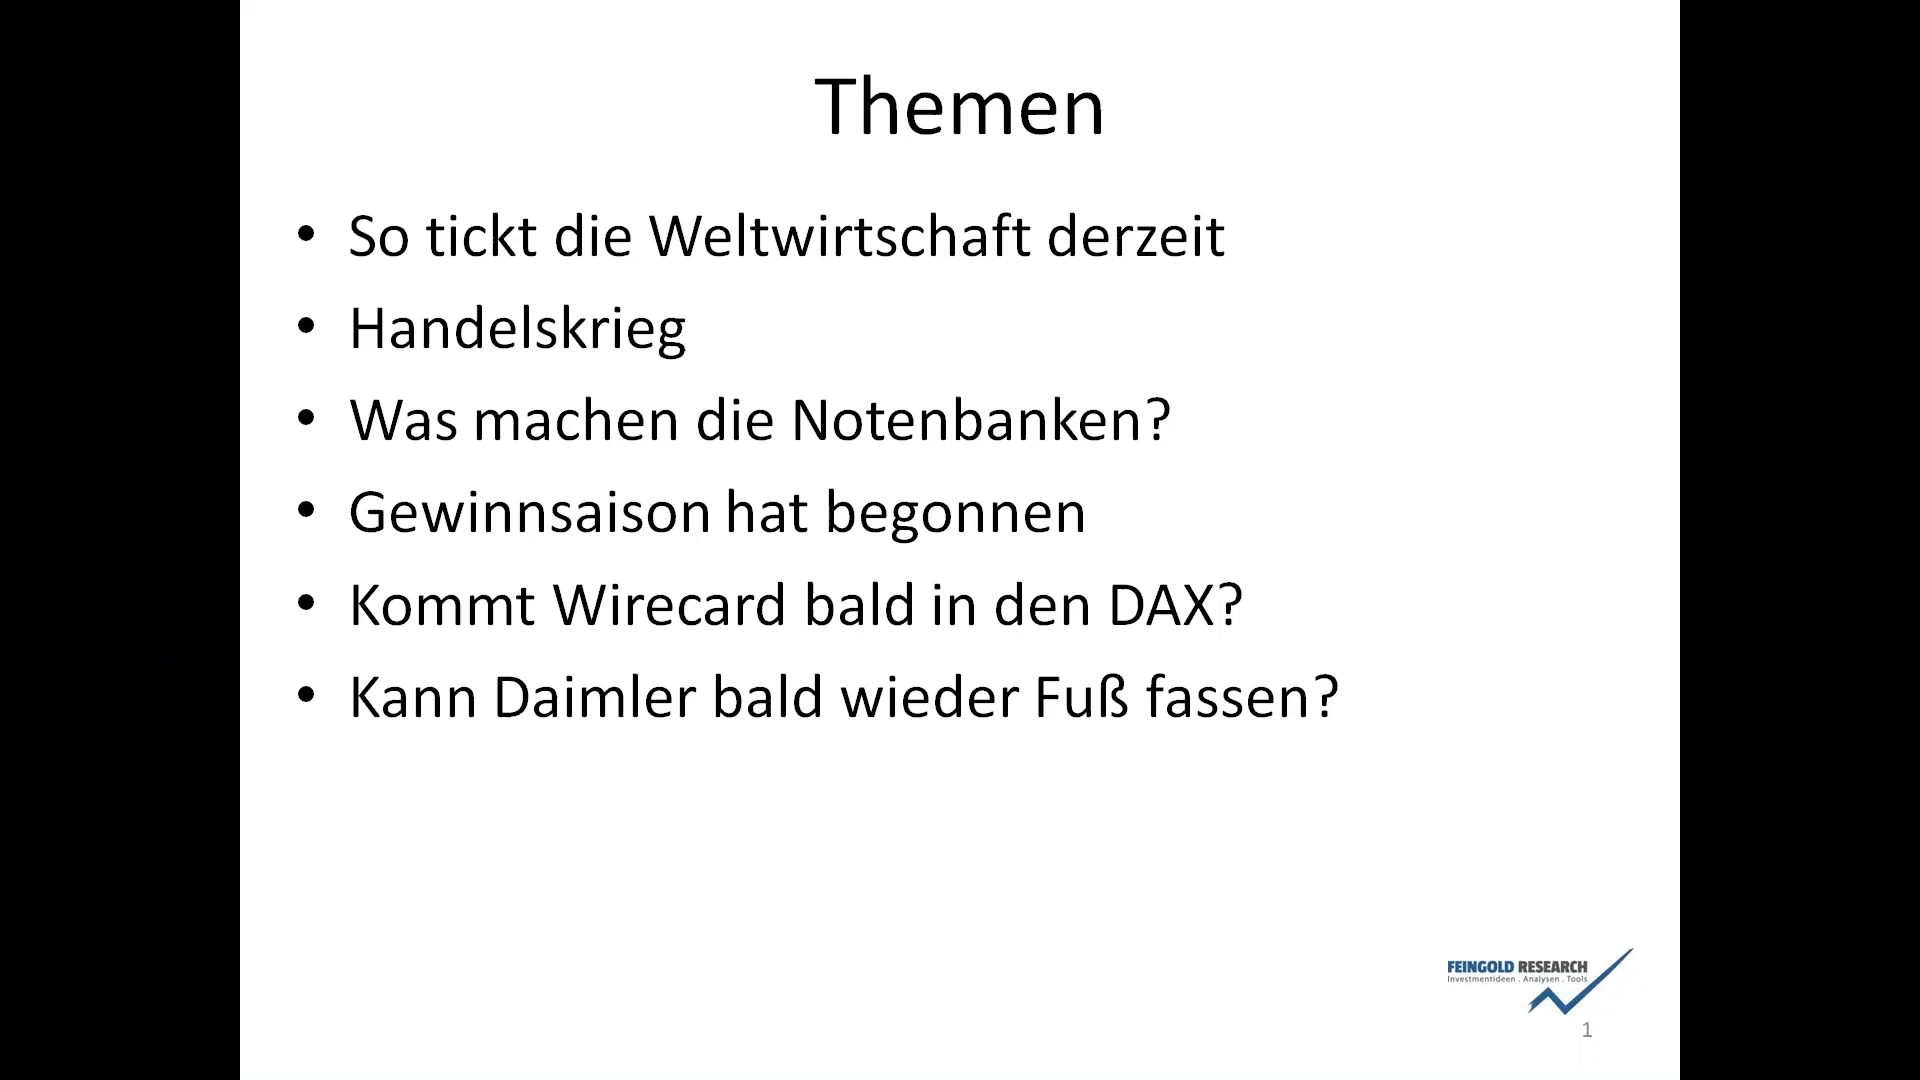 Themen
• So tickt die Weltwirtschaft derzeit
• Handelskrieg
• Was machen die Notenbanken?
• Gewinnsaison hat begonnen
• Kommt Wirecard bald in den DAX?
• Kann Daimler bald wieder Fuß fassen?
FEINGOLD RESEARCH
Investmentideen . Analysen . Tools
1